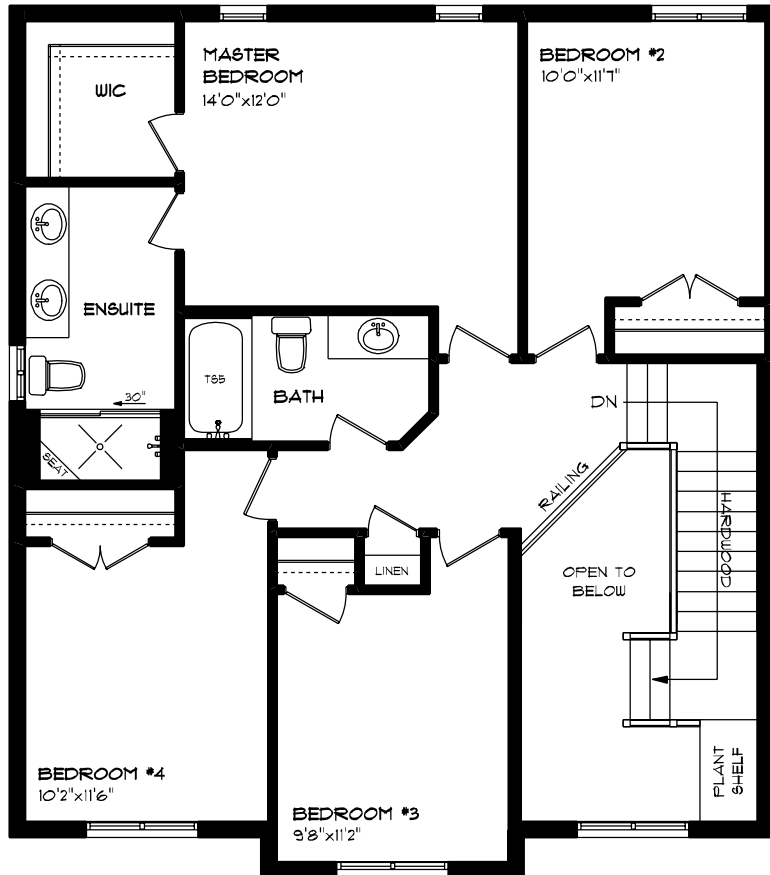 MASTER
BEDROOM
14'0"x12'0"
BEDROOM #2
10'0"x11'7"
WIC
ENSUITE
TS5
BATH
30"
SEAT
DN
RAILING
HARDWOOD
LINEN
OPEN TO
BELOW
PLANT
SHELF
BEDROOM #4
10'2"x11'6"
BEDROOM #3
9'8"x11'2"